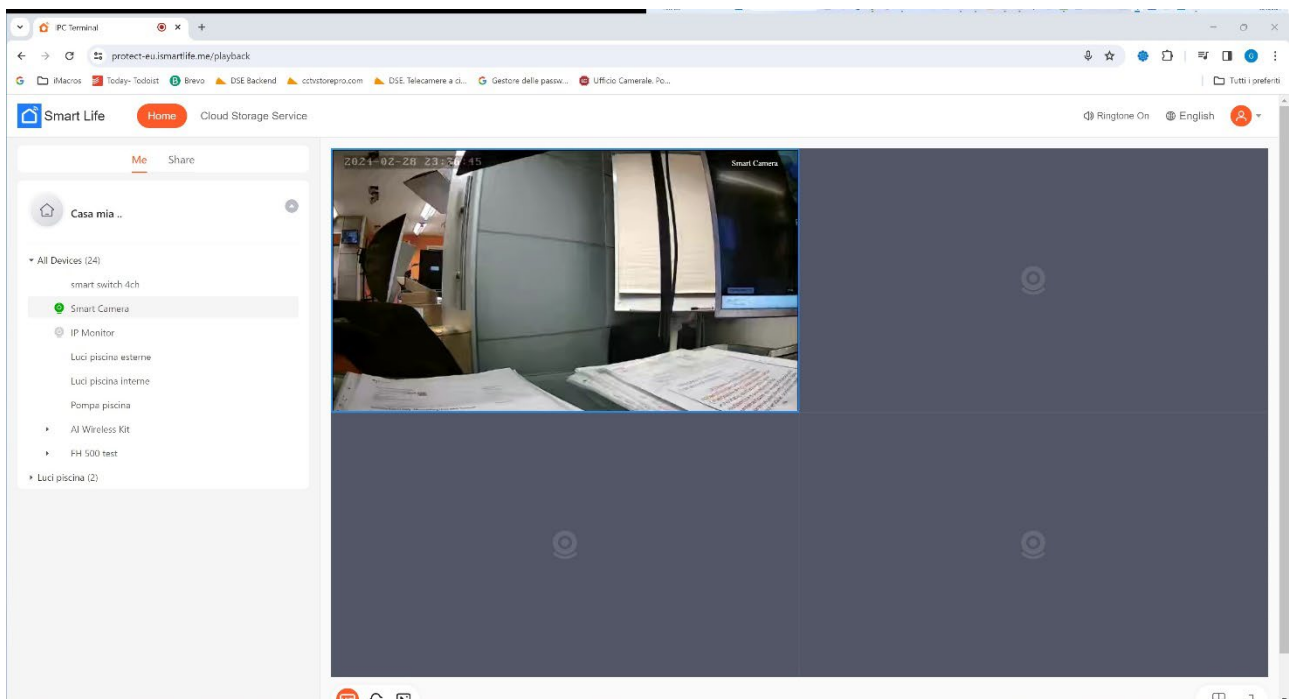 IPC Terminal
protect-eu.ismartlife.me/playback
iMacros Today- Todoist Brevo DSE Backend cctvstorepro.com DSE. Telecamere a ci... Gestore delle passw... Ufficio Camerale. Po... Tutti i preferiti
Smart Life Home Cloud Storage Service Ringtone On English
Me Share
2024-02-28 23:36:45 Smart Camera
Casa mia ..
All Devices (24)
smart switch 4ch
Smart Camera
IP Monitor
Luci piscina esterne
Luci piscina interne
Pompa piscina
AI Wireless Kit
FH 500 test
Luci piscina (2)